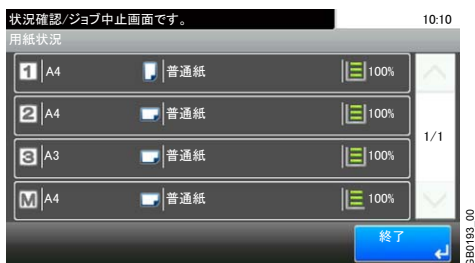 状況確認/ジョブ中止画面です。 10:10
用紙状況
1 A4 普通紙 100%
2 A4 普通紙 100%
3 A3 普通紙 100%
M A4 普通紙 100%
1/1
終了
GB0193_00